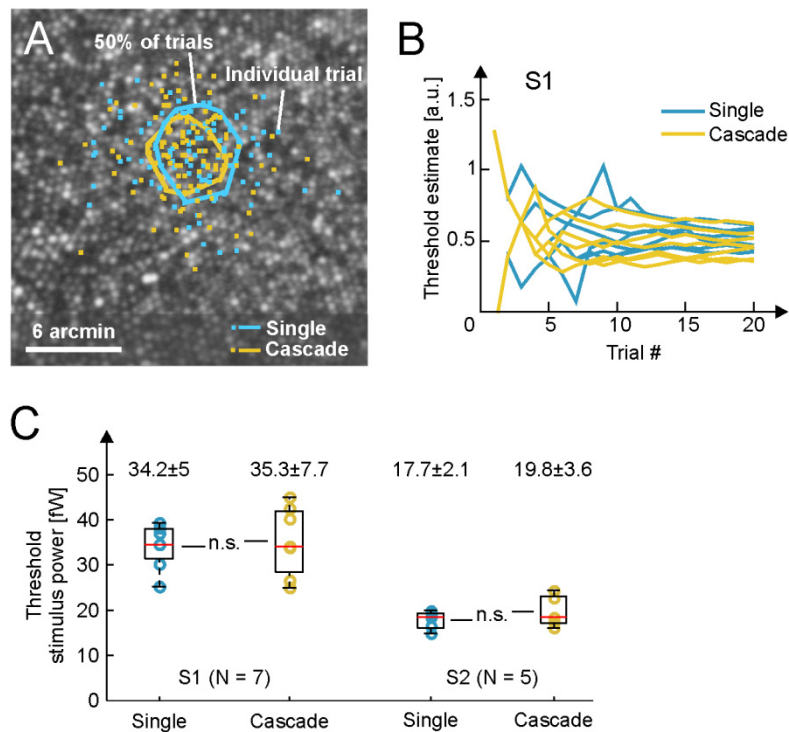 A
50% of trials
Individual trial
6 arcmin
Single
Cascade
B
S1
Threshold estimate [a.u.]
1.5
1
0.5
0
5
10
15
20
Trial #
Single
Cascade
C
Threshold
stimulus power [fW]
50
40
30
20
10
0
34.2±5
35.3±7.7
17.7±2.1
19.8±3.6
n.s.
n.s.
S1 (N = 7)
S2 (N = 5)
Single
Cascade
Single
Cascade